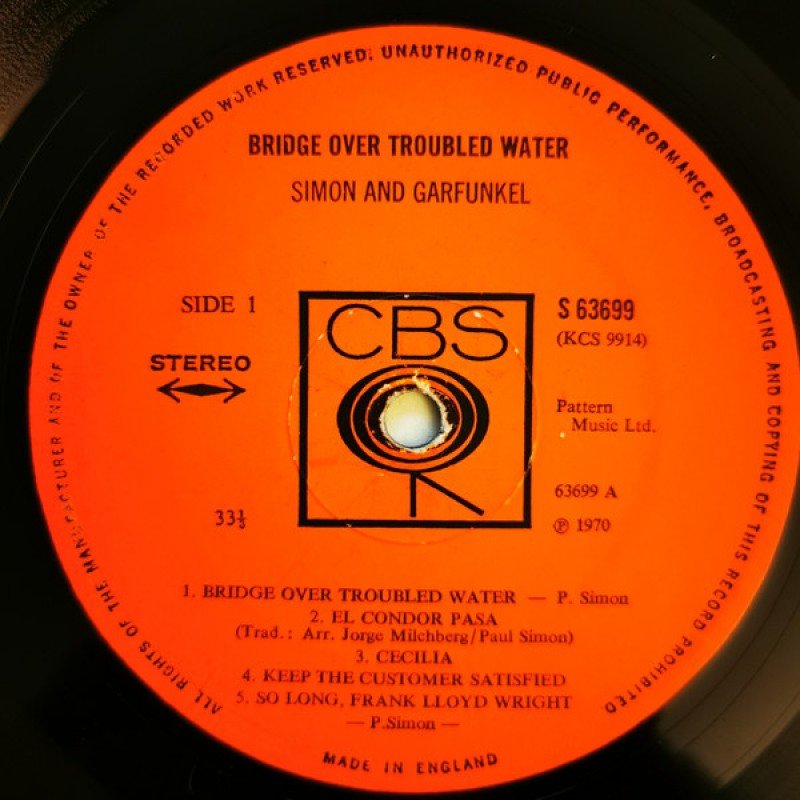 ALL RIGHTS OF THE MANUFACTURER AND OF THE OWNER OF THE RECORDED WORK RESERVED. UNAUTHORIZED PUBLIC PERFORMANCE, BROADCASTING AND COPYING OF THIS RECORD PROHIBITED
BRIDGE OVER TROUBLED WATER
SIMON AND GARFUNKEL
SIDE 1
CBS
S 63699
(KCS 9914)
STEREO
Pattern
Music Ltd.
63699 A
33⅓
℗ 1970
1. BRIDGE OVER TROUBLED WATER — P. Simon
2. EL CONDOR PASA
(Trad.: Arr. Jorge Milchberg/Paul Simon)
3. CECILIA
4. KEEP THE CUSTOMER SATISFIED
5. SO LONG, FRANK LLOYD WRIGHT
— P.Simon —
MADE IN ENGLAND